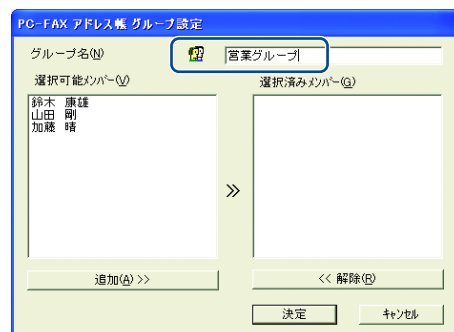 PC-FAX アドレス帳 グループ設定
グループ名(N) 営業グループ
選択可能メンバー(V) 選択済みメンバー(G)
鈴木 康雄
山田 剛
加藤 晴
≫
追加(A) >> << 解除(R)
決定 キャンセル